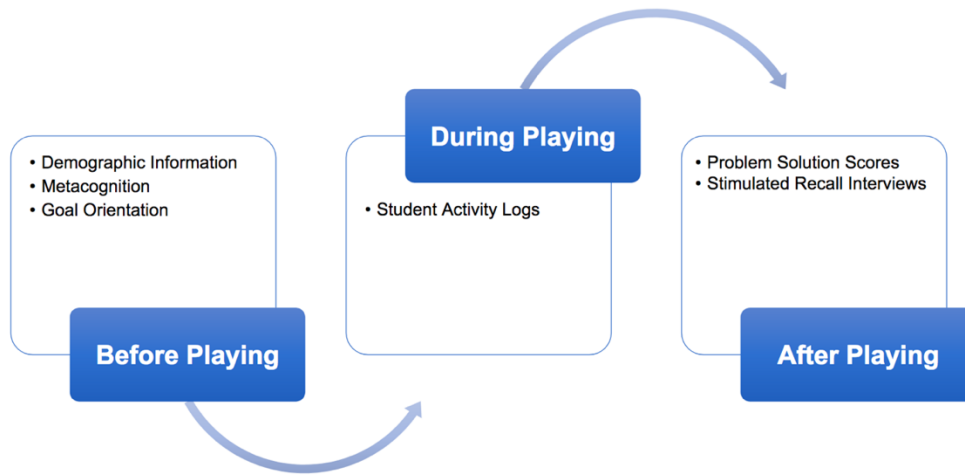 • Demographic Information
• Metacognition
• Goal Orientation
Before Playing
During Playing
• Student Activity Logs
• Problem Solution Scores
• Stimulated Recall Interviews
After Playing